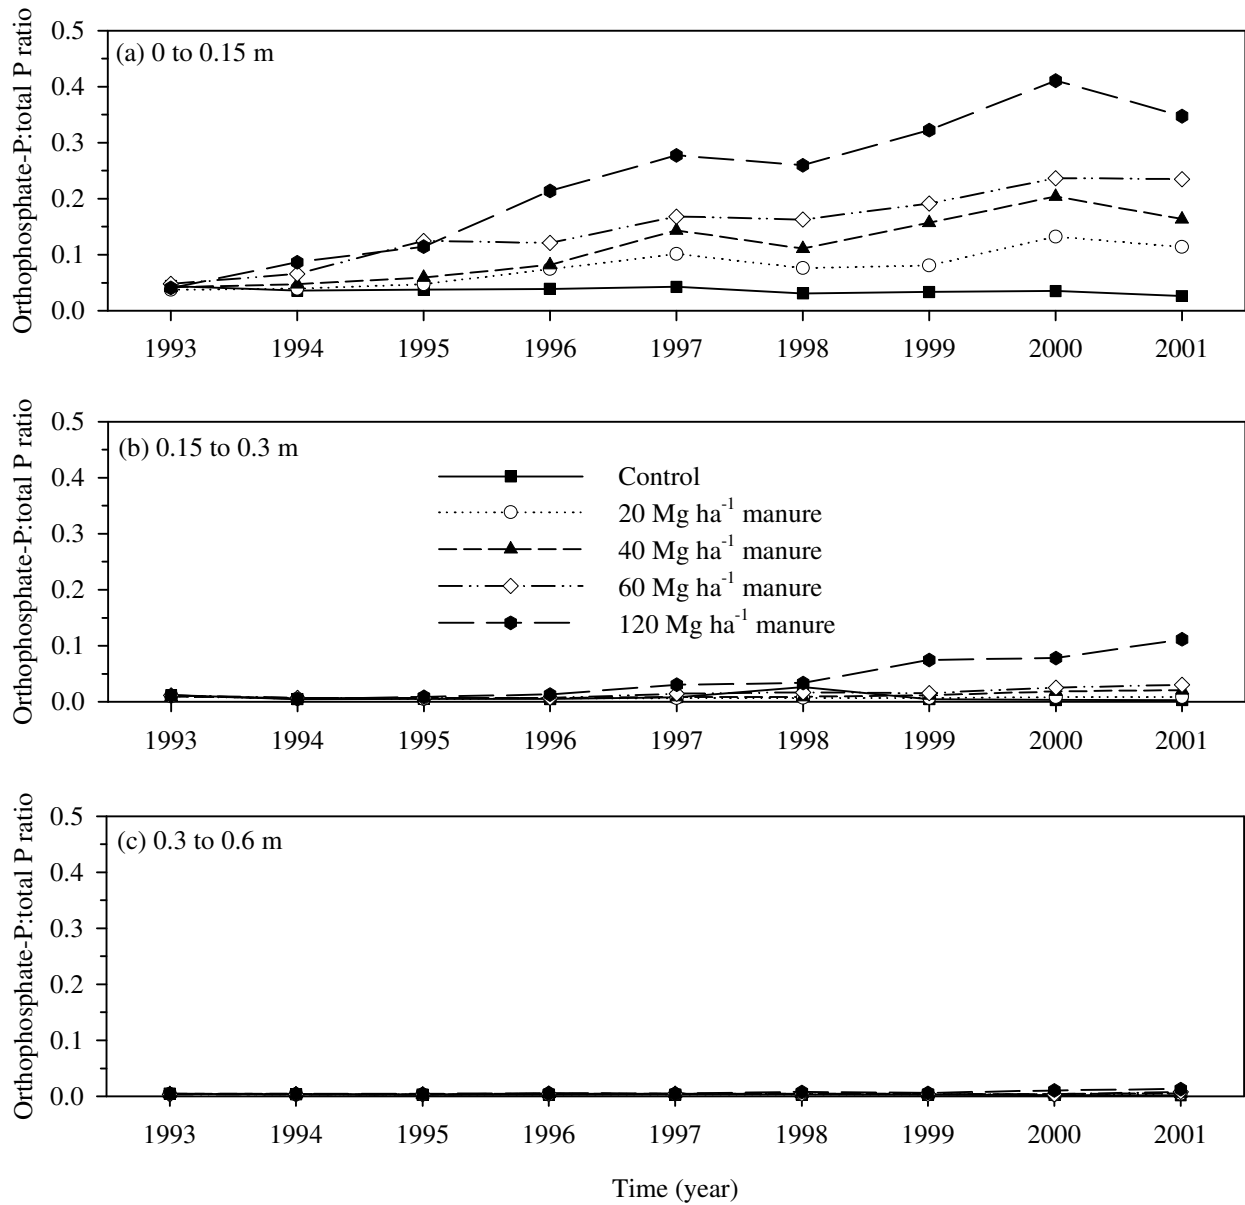 Orthophosphate-P:total P ratio
(a) 0 to 0.15 m
0.5
0.4
0.3
0.2
0.1
0.0
1993 1994 1995 1996 1997 1998 1999 2000 2001
Orthophosphate-P:total P ratio
(b) 0.15 to 0.3 m
0.5
0.4
0.3
0.2
0.1
0.0
Control
20 Mg ha-1 manure
40 Mg ha-1 manure
60 Mg ha-1 manure
120 Mg ha-1 manure
1993 1994 1995 1996 1997 1998 1999 2000 2001
Orthophosphate-P:total P ratio
(c) 0.3 to 0.6 m
0.5
0.4
0.3
0.2
0.1
0.0
1993 1994 1995 1996 1997 1998 1999 2000 2001
Time (year)